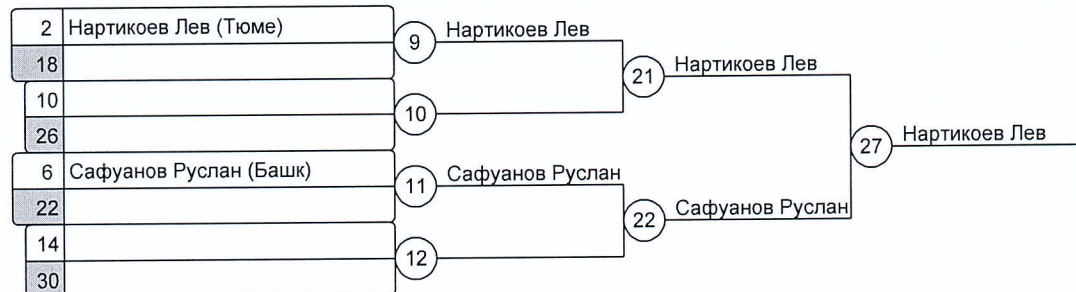 2 Нартикоев Лев (Тюме)
18
10
26
6 Сафуанов Руслан (Башк)
22
14
30
9 Нартикоев Лев
10
11 Сафуанов Руслан
12
21 Нартикоев Лев
22 Сафуанов Руслан
27 Нартикоев Лев